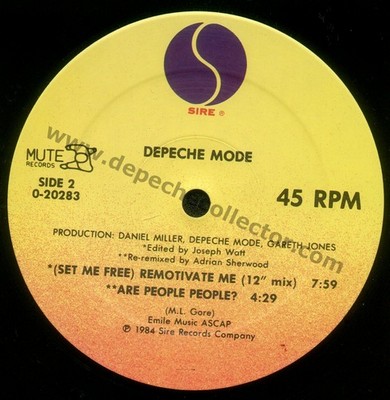 SIRE ®
DEPECHE MODE
MUTE
RECORDS
SIDE 2
0-20283
45 RPM
www.depechecollector.com
PRODUCTION: DANIEL MILLER, DEPECHE MODE, GARETH JONES
*Edited by Joseph Watt
**Re-remixed by Adrian Sherwood
*(SET ME FREE) REMOTIVATE ME (12" mix) 7:59
**ARE PEOPLE PEOPLE? 4:29
(M.L. Gore)
Emile Music ASCAP
℗ 1984 Sire Records Company